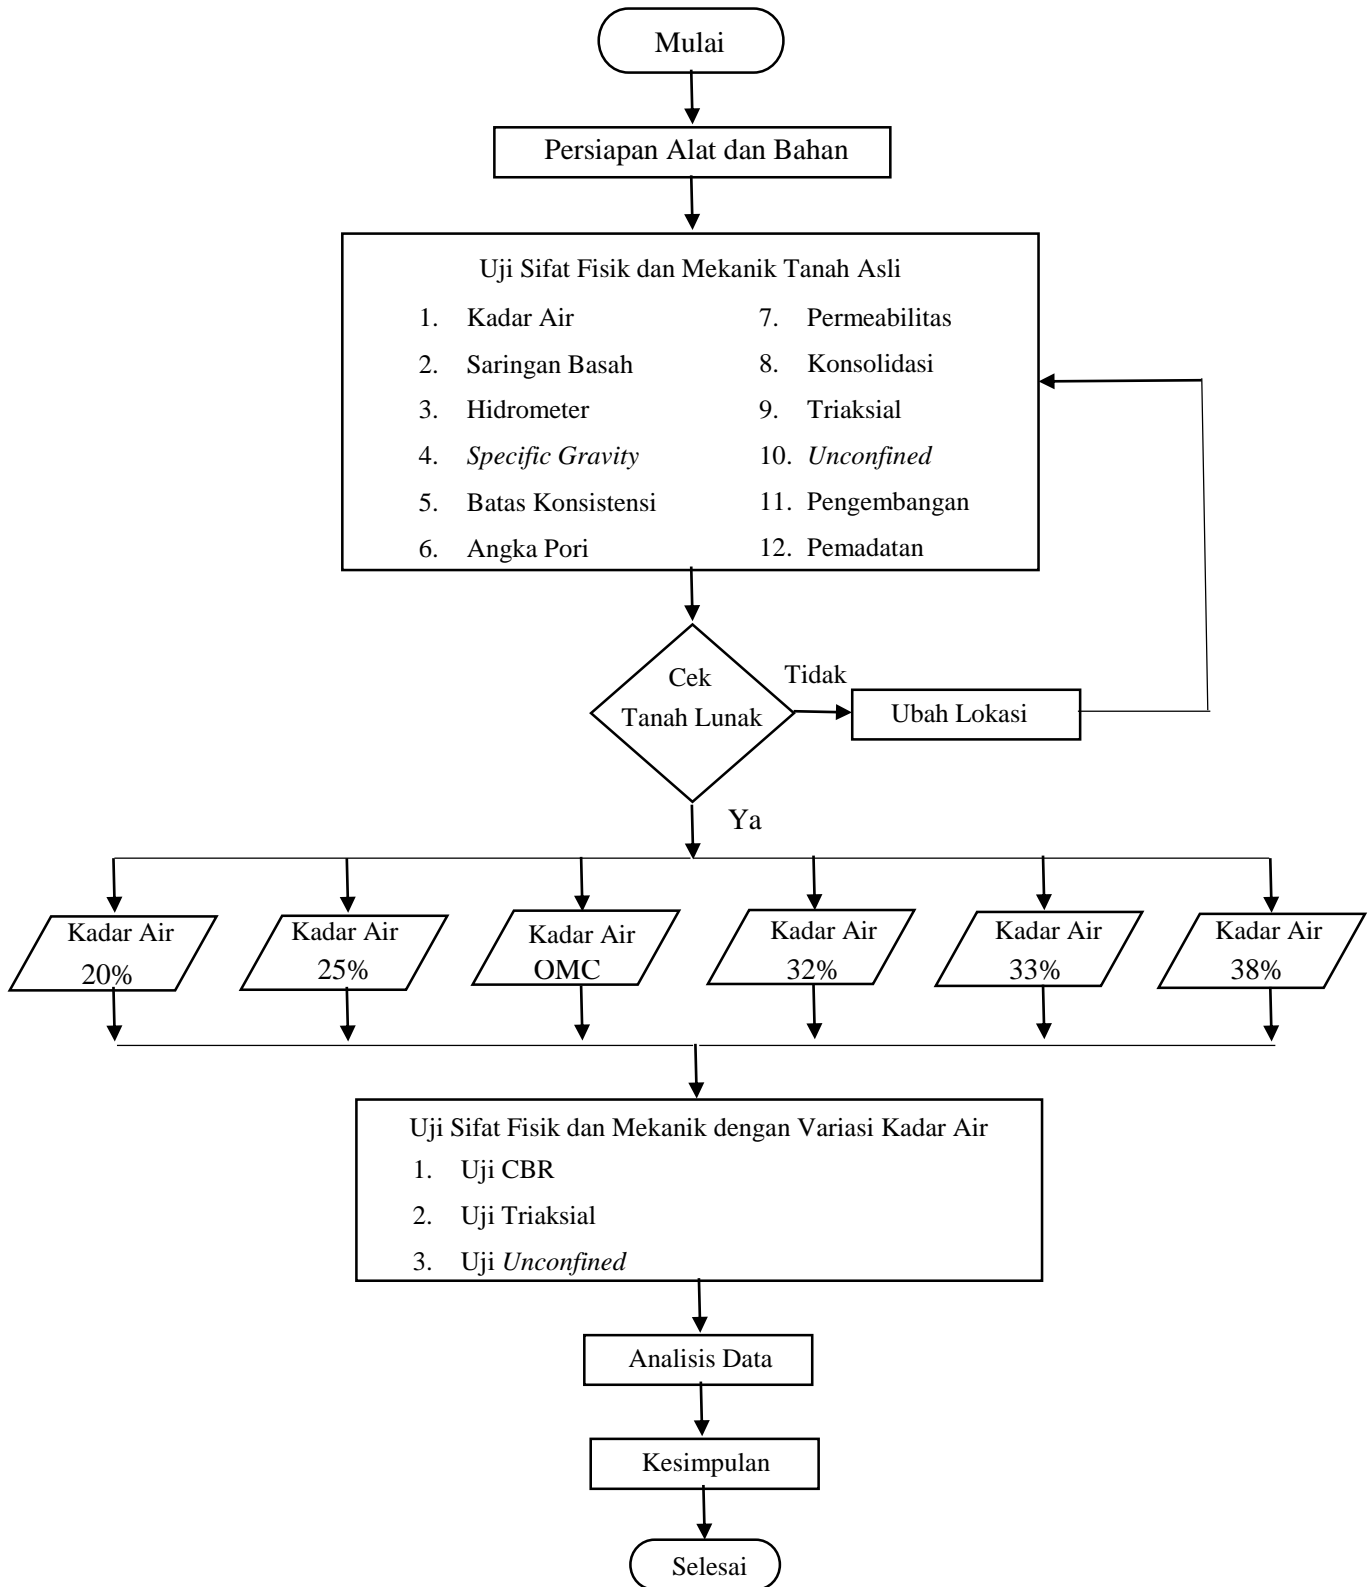 Mulai
Persiapan Alat dan Bahan
Uji Sifat Fisik dan Mekanik Tanah Asli
1. Kadar Air
2. Saringan Basah
3. Hidrometer
4. Specific Gravity
5. Batas Konsistensi
6. Angka Pori
7. Permeabilitas
8. Konsolidasi
9. Triaksial
10. Unconfined
11. Pengembangan
12. Pemadatan
Cek
Tanah Lunak
Tidak
Ubah Lokasi
Ya
Kadar Air
20%
Kadar Air
25%
Kadar Air
OMC
Kadar Air
32%
Kadar Air
33%
Kadar Air
38%
Uji Sifat Fisik dan Mekanik dengan Variasi Kadar Air
1. Uji CBR
2. Uji Triaksial
3. Uji Unconfined
Analisis Data
Kesimpulan
Selesai